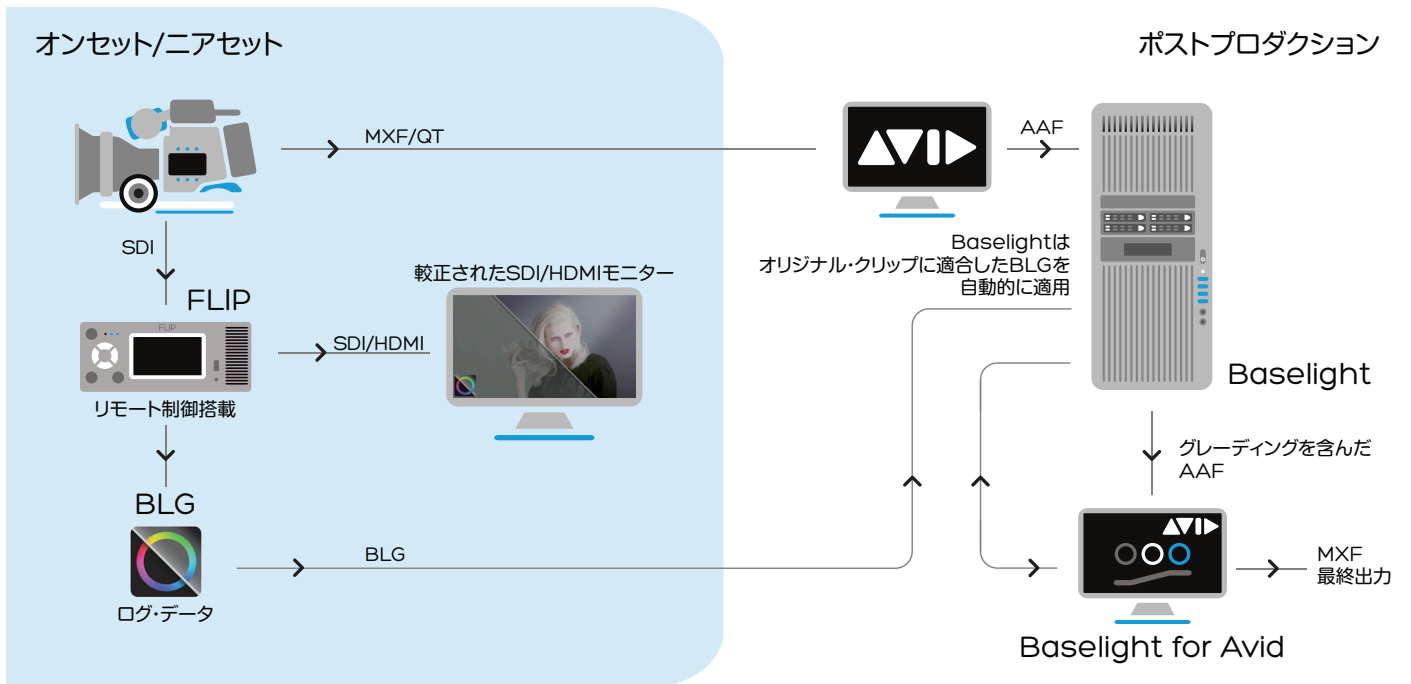 オンセット/ニアセット
ポストプロダクション
MXF/QT
AVID
AAF
SDI
Baselightは
オリジナル・クリップに適合したBLGを
自動的に適用
較正されたSDI/HDMIモニター
FLIP
FLIP
SDI/HDMI
リモート制御搭載
Baselight
グレーディングを含んだ
AAF
BLG
BLG
ログ・データ
AVID
MXF
最終出力
Baselight for Avid